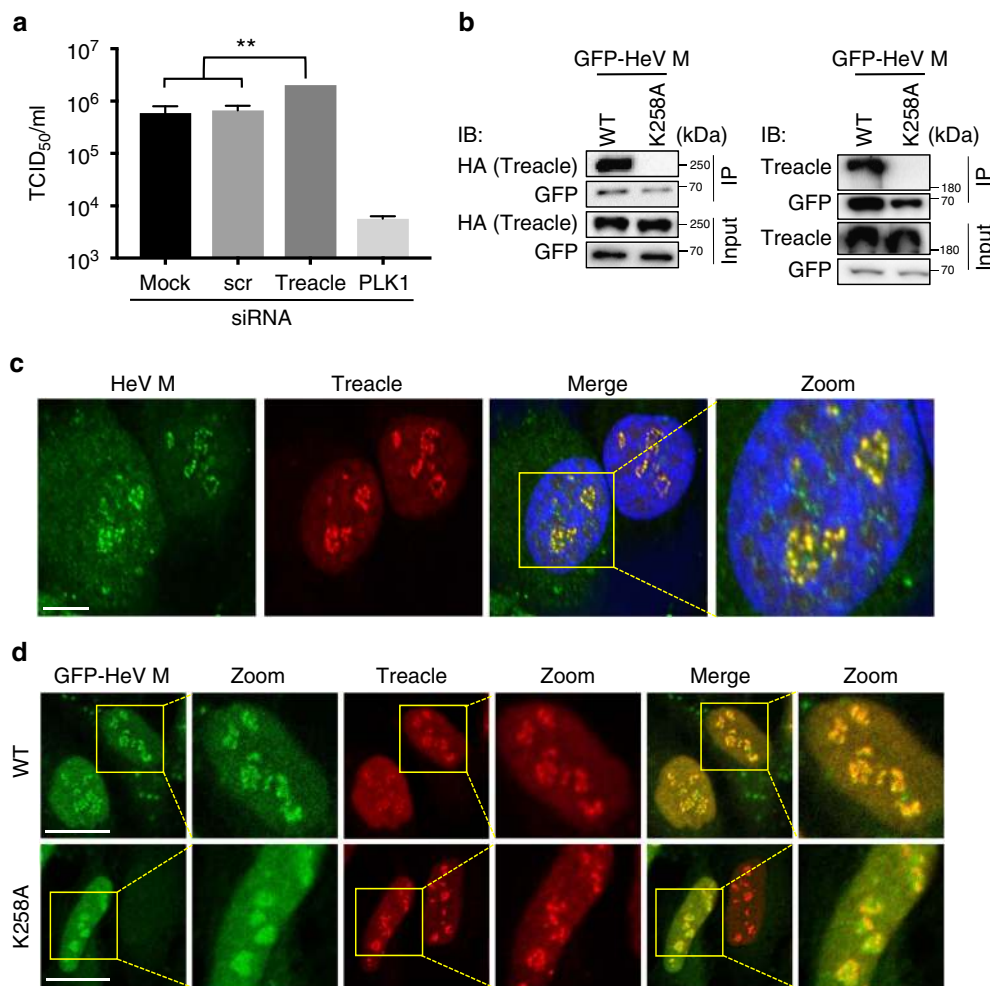 a
10⁷
10⁶
10⁵
10⁴
10³
TCID₅₀/ml
**
Mock scr Treacle PLK1
siRNA
b
GFP-HeV M
IB: WT K258A (kDa)
HA (Treacle) 250
GFP 70
IP
HA (Treacle) 250
GFP 70
Input
GFP-HeV M
IB: WT K258A (kDa)
Treacle 180
GFP 70
IP
Treacle 180
GFP 70
Input
c
HeV M Treacle Merge Zoom
d
GFP-HeV M Zoom Treacle Zoom Merge Zoom
WT
K258A